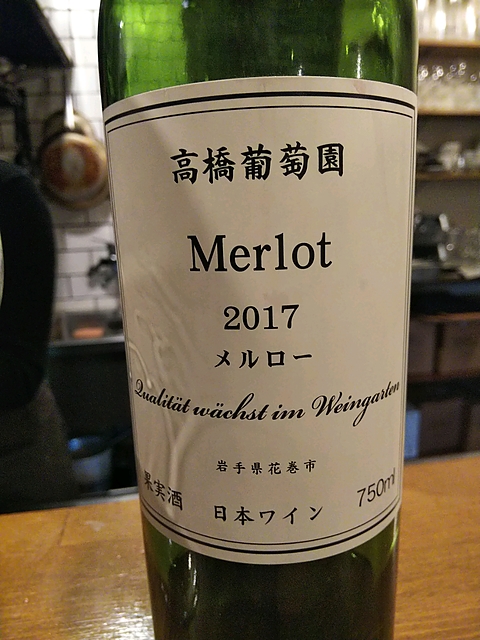 高橋葡萄園
Merlot
2017
メルロー
Qualität wächst im Weingarten
岩手県花巻市
果実酒
日本ワイン
750ml